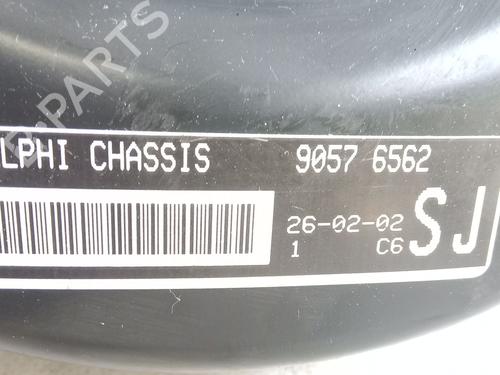 B-PARTS
LPHI CHASSIS 9057 6562
26-02-02 SJ
1 C6